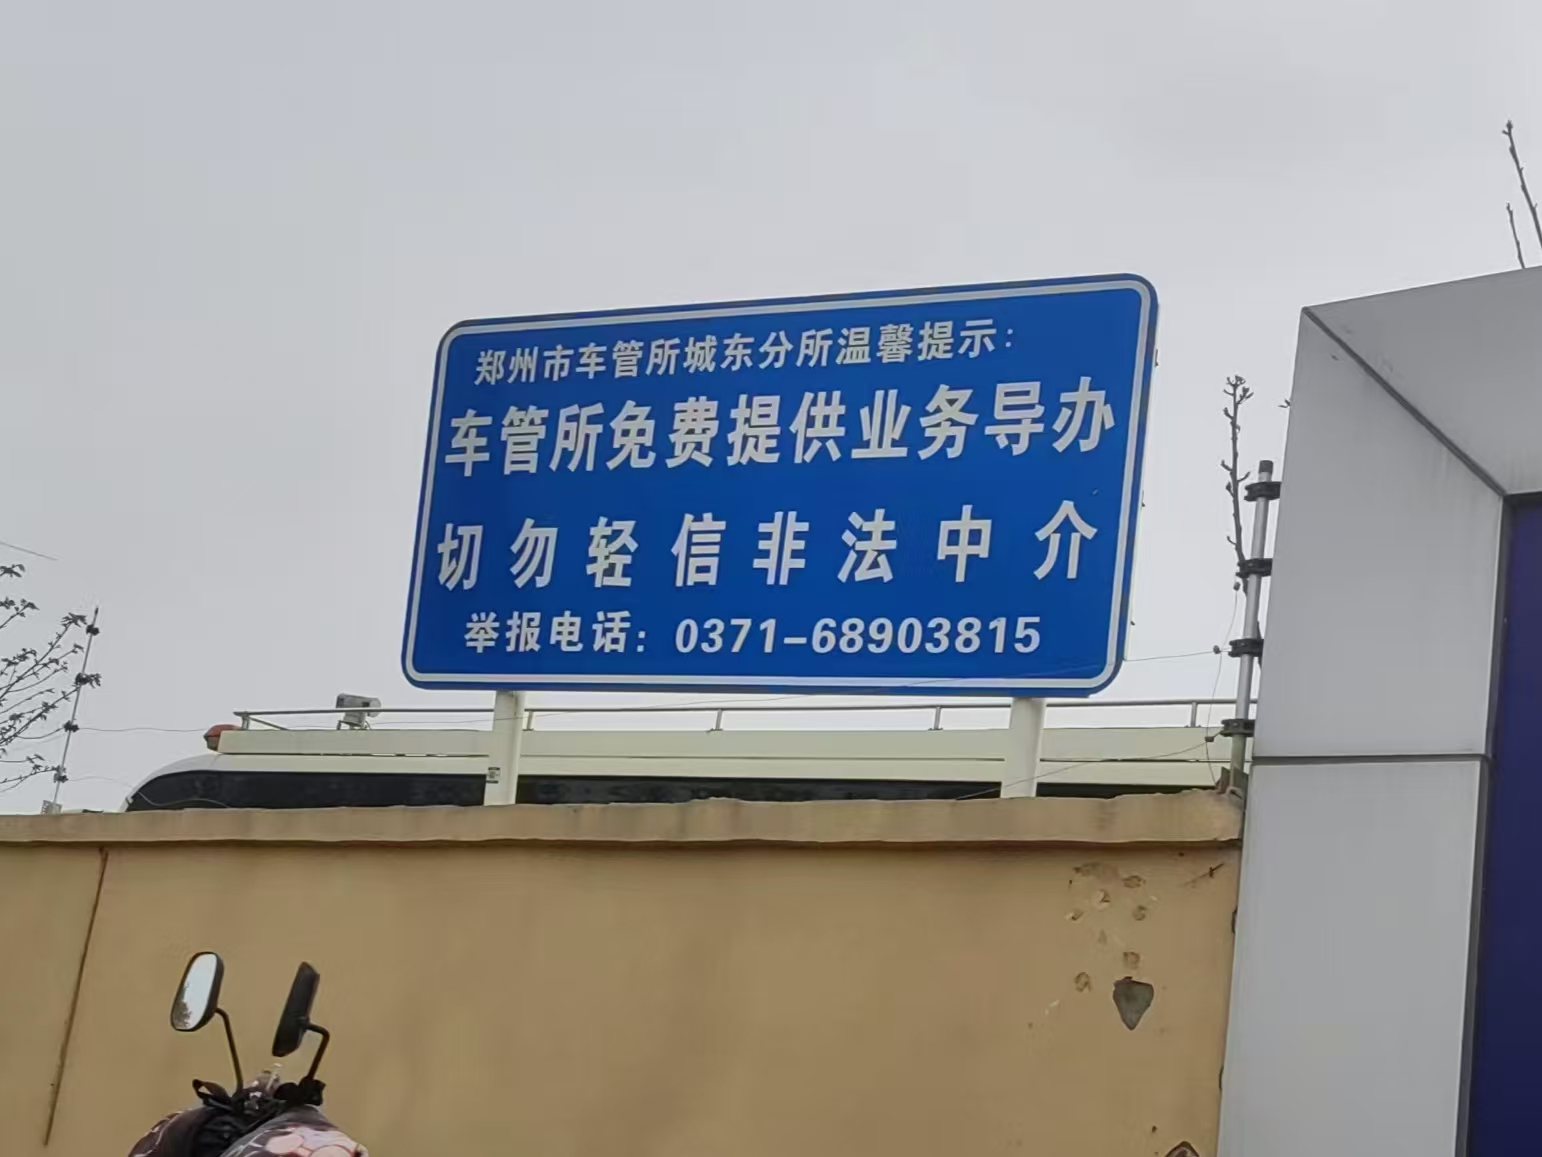 郑州市车管所城东分所温馨提示：
车管所免费提供业务导办
切勿轻信非法中介
举报电话：0371-68903815